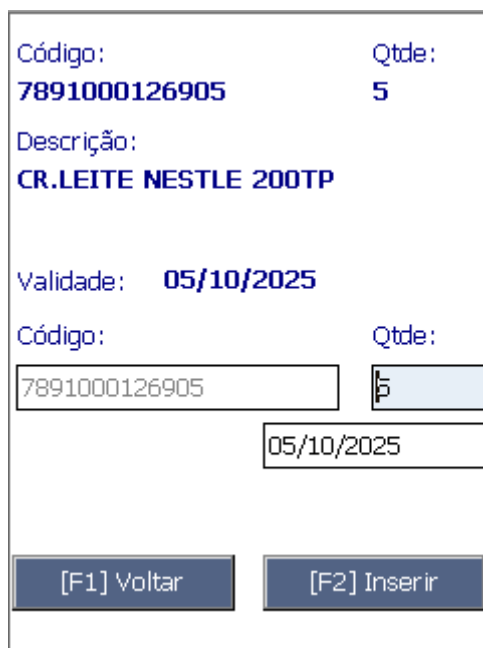 Código: Qtde:
7891000126905 5
Descrição:
CR.LEITE NESTLE 200TP
Validade: 05/10/2025
Código: Qtde:
7891000126905 5
05/10/2025
[F1] Voltar [F2] Inserir